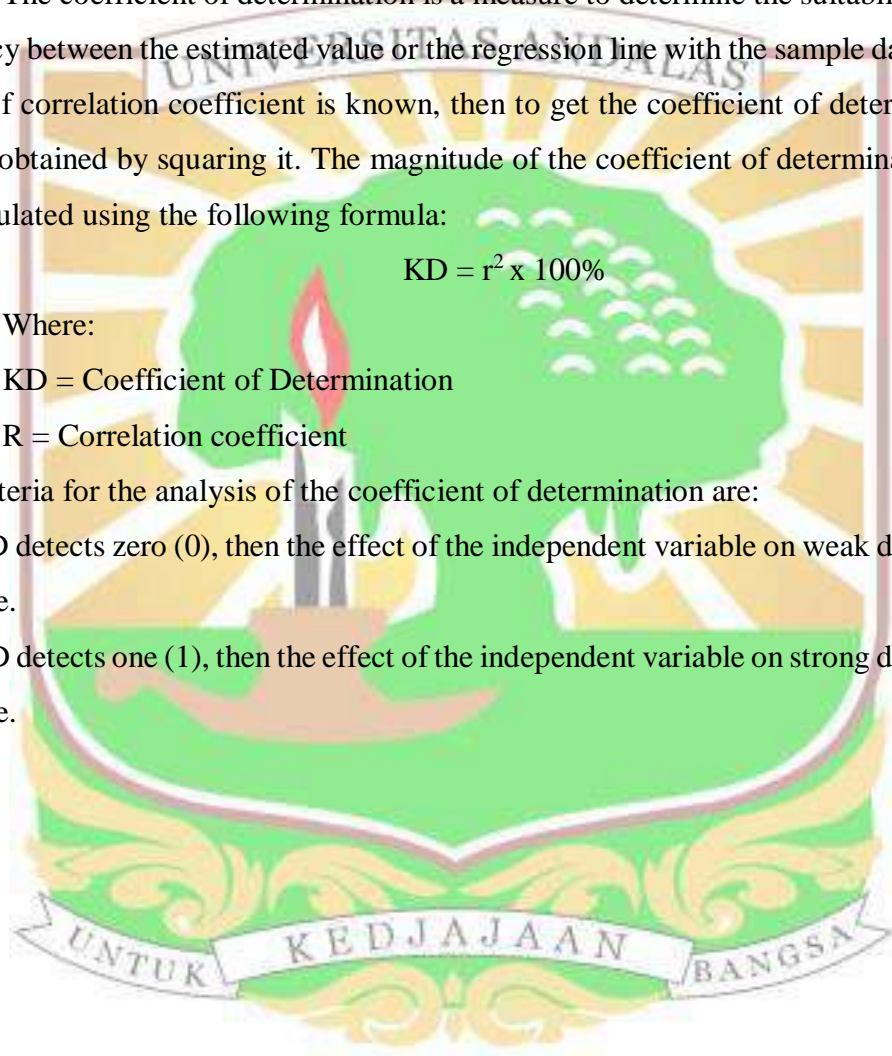 The coefficient of determination is a measure to determine the suitabil
cy between the estimated value or the regression line with the sample da
UNIVERSITAS ANDALAS
f correlation coefficient is known, then to get the coefficient of deter
obtained by squaring it. The magnitude of the coefficient of determina
ulated using the following formula:
KD = r² x 100%
Where:
KD = Coefficient of Determination
R = Correlation coefficient
teria for the analysis of the coefficient of determination are:
D detects zero (0), then the effect of the independent variable on weak d
e.
D detects one (1), then the effect of the independent variable on strong d
e.
UNTUK KEDJAJAAN BANGSA